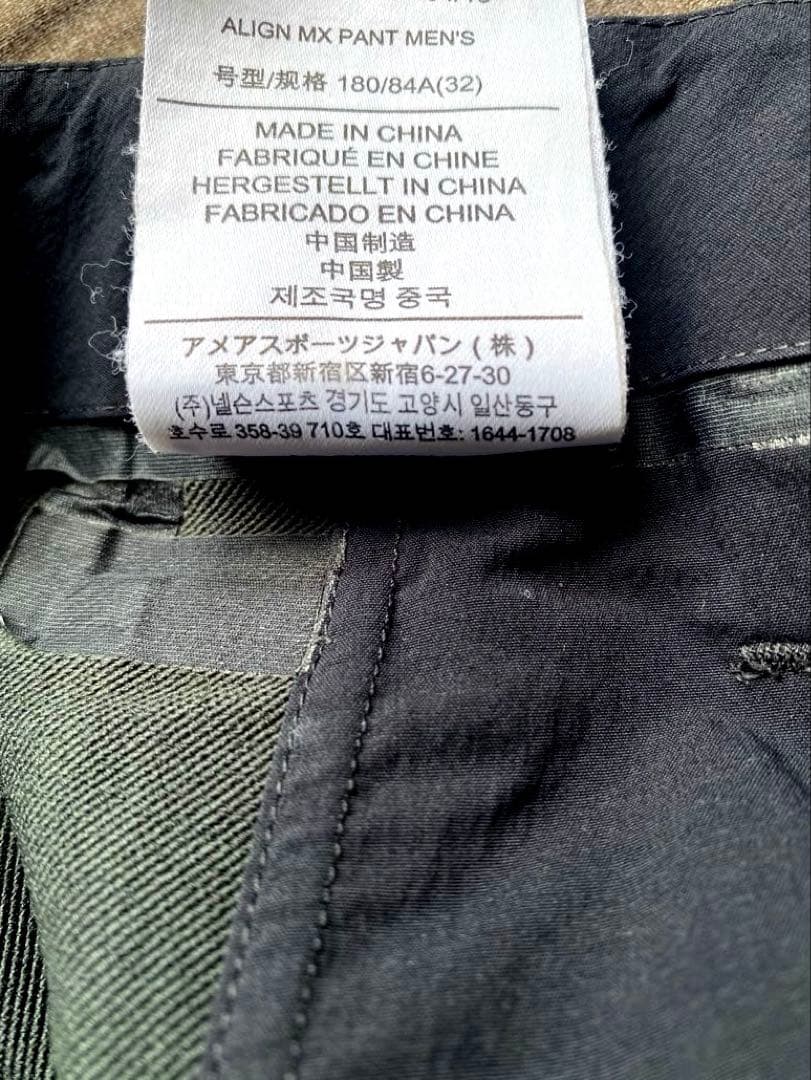 ALIGN MX PANT MEN'S
号型/规格 180/84A(32)
MADE IN CHINA
FABRIQUÉ EN CHINE
HERGESTELLT IN CHINA
FABRICADO EN CHINA
中国制造
中国製
제조국명 중국
アメアスポーツジャパン ( 株 )
東京都新宿区新宿6-27-30
(주)넬슨스포츠 경기도 고양시 일산동구
호수로 358-39 710호 대표번호: 1644-1708